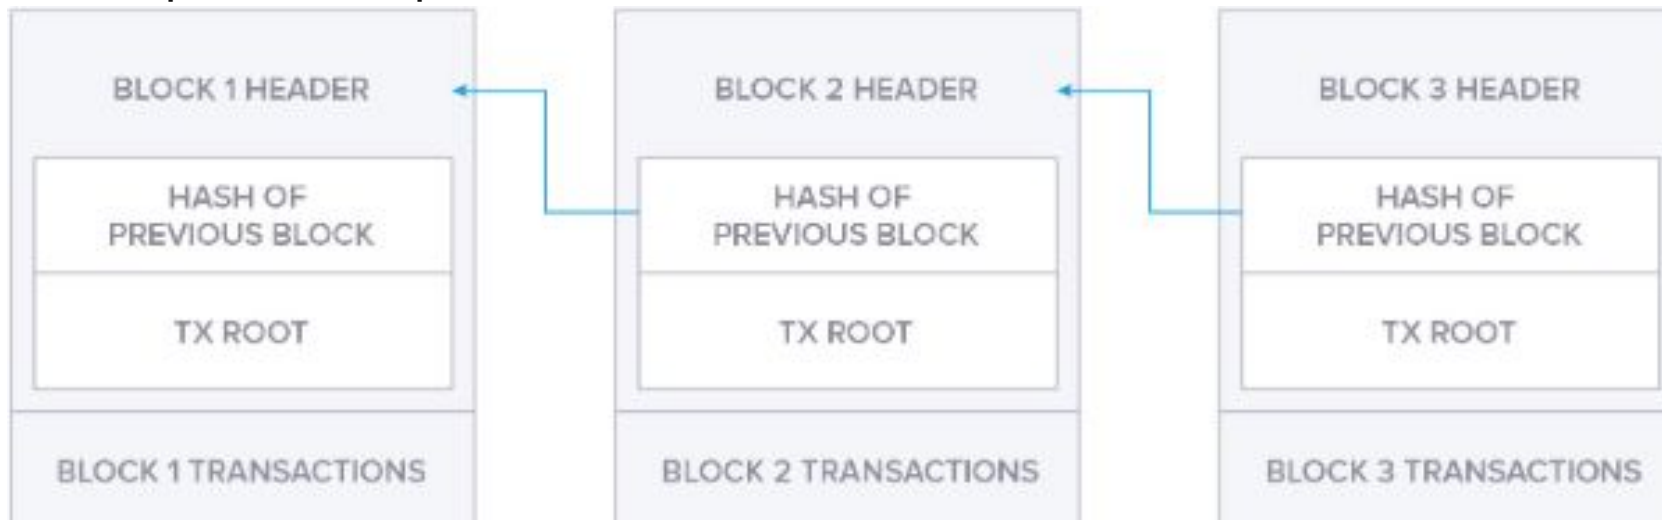 BLOCK 1 HEADER
BLOCK 2 HEADER
BLOCK 3 HEADER
HASH OF
PREVIOUS BLOCK
HASH OF
PREVIOUS BLOCK
HASH OF
PREVIOUS BLOCK
TX ROOT
TX ROOT
TX ROOT
BLOCK 1 TRANSACTIONS
BLOCK 2 TRANSACTIONS
BLOCK 3 TRANSACTIONS